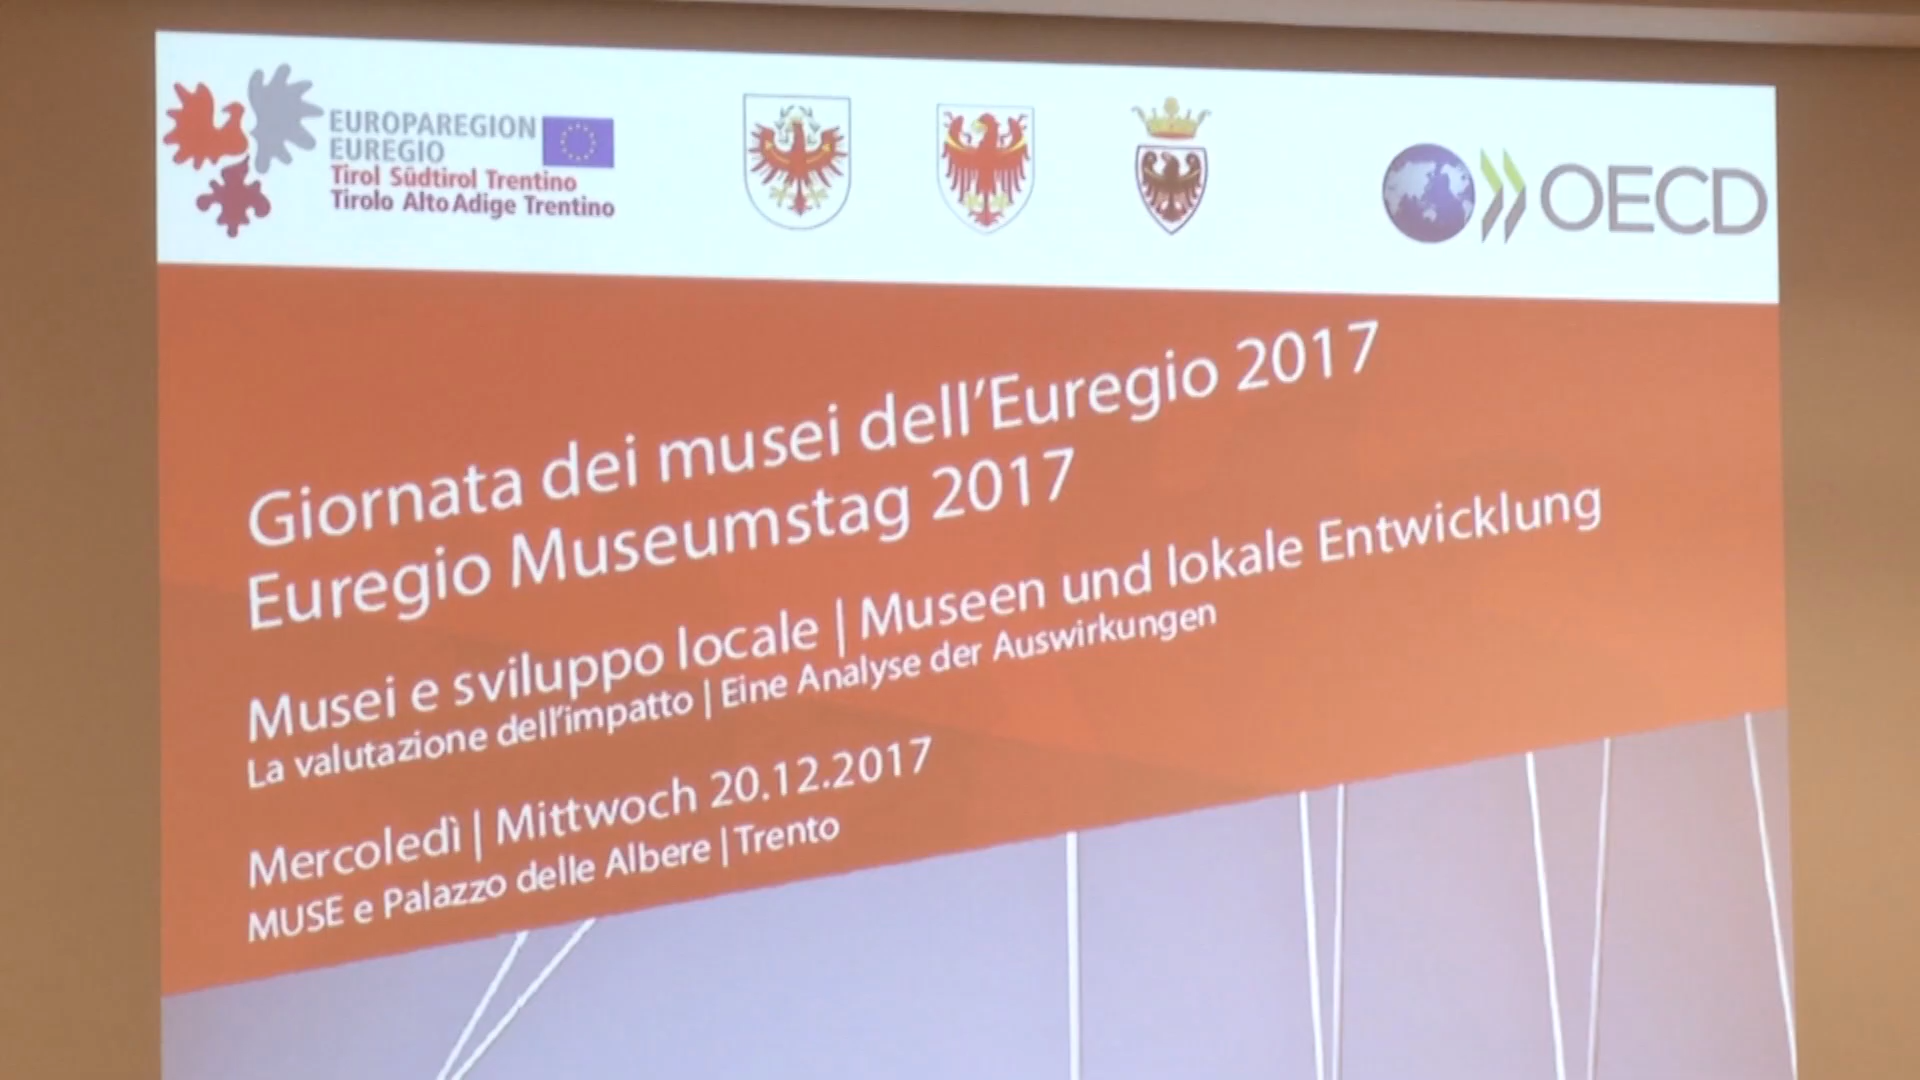 EUROPAREGION
EUREGIO
Tirol Südtirol Trentino
Tirolo Alto Adige Trentino
OECD
Giornata dei musei dell'Euregio 2017
Euregio Museumstag 2017
Musei e sviluppo locale | Museen und lokale Entwicklung
La valutazione dell'impatto | Eine Analyse der Auswirkungen
Mercoledì | Mittwoch 20.12.2017
MUSE e Palazzo delle Albere | Trento